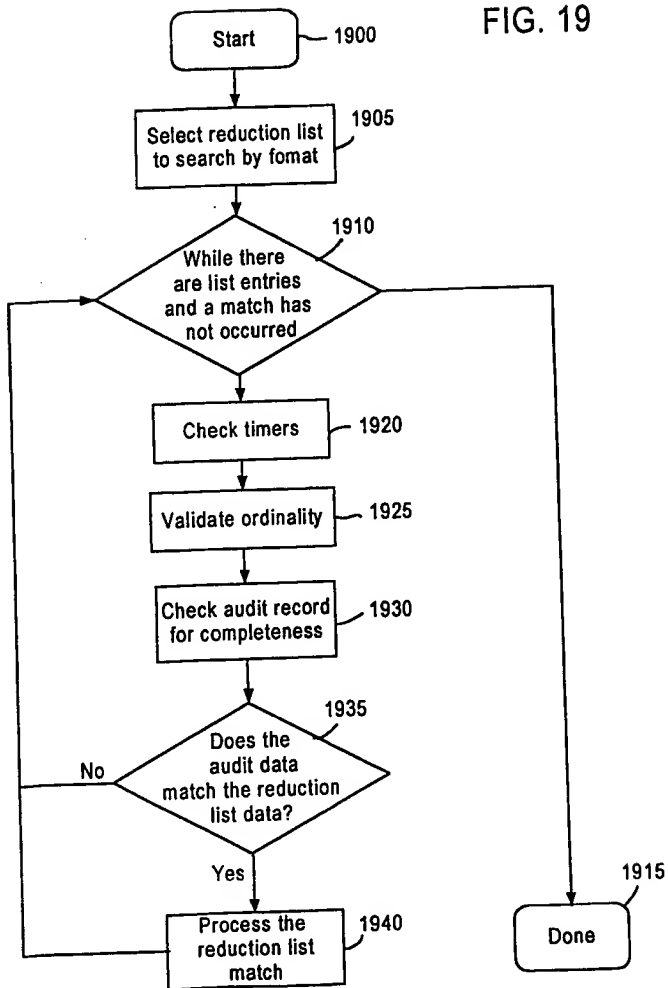 FIG. 19
Start
1900
Select reduction list
to search by fomat
1905
While there
are list entries
and a match has
not occurred
1910
Check timers
1920
Validate ordinality
1925
Check audit record
for completeness
1930
Does the
audit data
match the reduction
list data?
1935
No
Yes
Process the
reduction list
match
1940
Done
1915